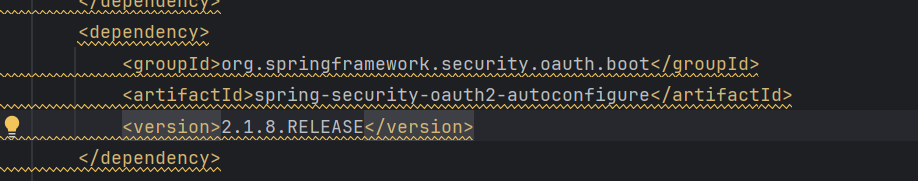 </dependency>
<dependency>
<groupId>org.springframework.security.oauth.boot</groupId>
<artifactId>spring-security-oauth2-autoconfigure</artifactId>
<version>2.1.8.RELEASE</version>
</dependency>